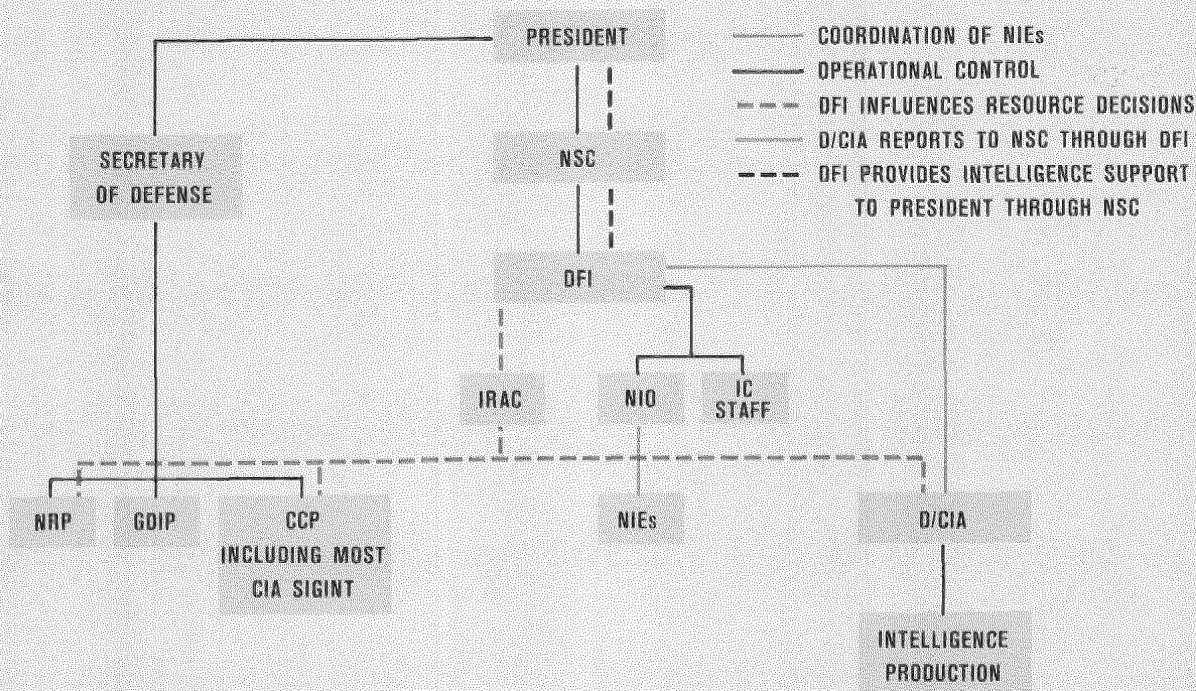 PRESIDENT
COORDINATION OF NIEs
OPERATIONAL CONTROL
DFI INFLUENCES RESOURCE DECISIONS
D/CIA REPORTS TO NSC THROUGH DFI
DFI PROVIDES INTELLIGENCE SUPPORT
TO PRESIDENT THROUGH NSC
SECRETARY
OF DEFENSE
NSC
DFI
IRAC
NIO
IC
STAFF
NRP
GDIP
CCP
INCLUDING MOST
CIA SIGINT
NIEs
D/CIA
INTELLIGENCE
PRODUCTION